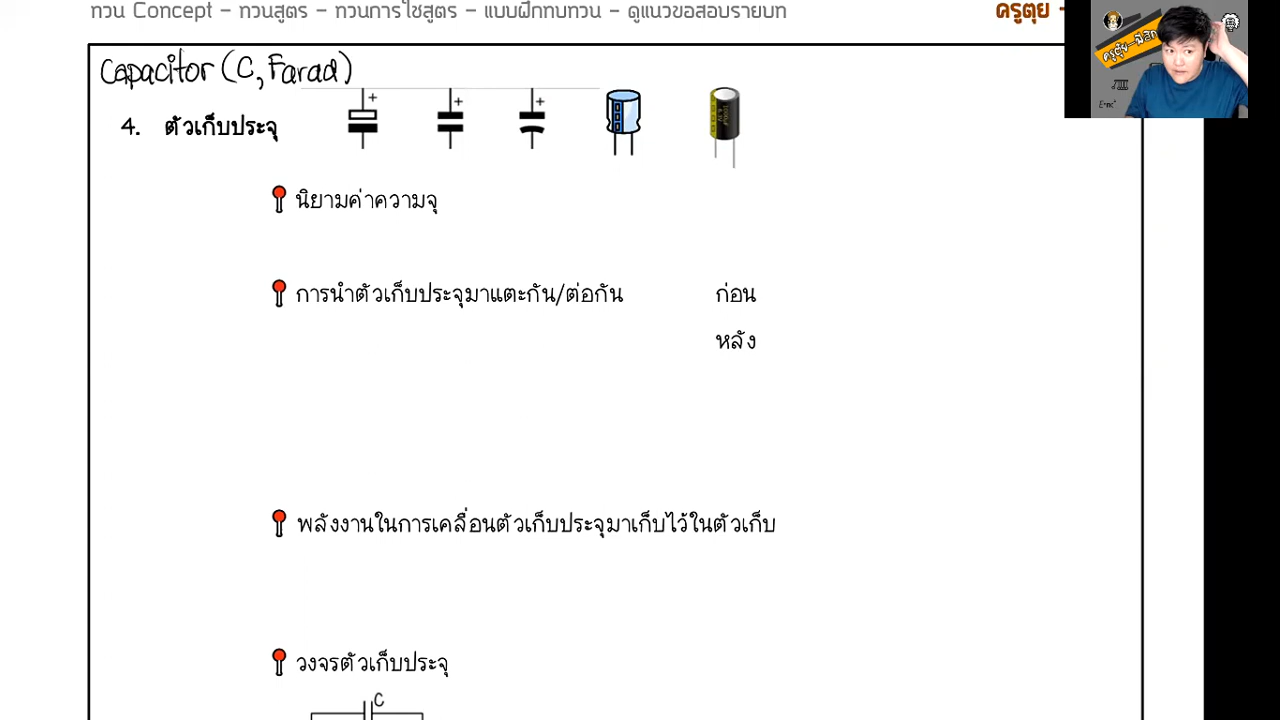 ทวน Concept – ทวนสูตร – ทวนการใช้สูตร – แบบฝึกทบทวน – ดูแนวข้อสอบรายบท
ครูตุย -
ครูตุ้ย-ฟิสิก
E=mc²
Capacitor (C, Farad)
4. ตัวเก็บประจุ
+ + +
นิยามค่าความจุ
การนำตัวเก็บประจุมาแตะกัน/ต่อกัน ก่อน
หลัง
พลังงานในการเคลื่อนตัวเก็บประจุมาเก็บไว้ในตัวเก็บ
วงจรตัวเก็บประจุ
C